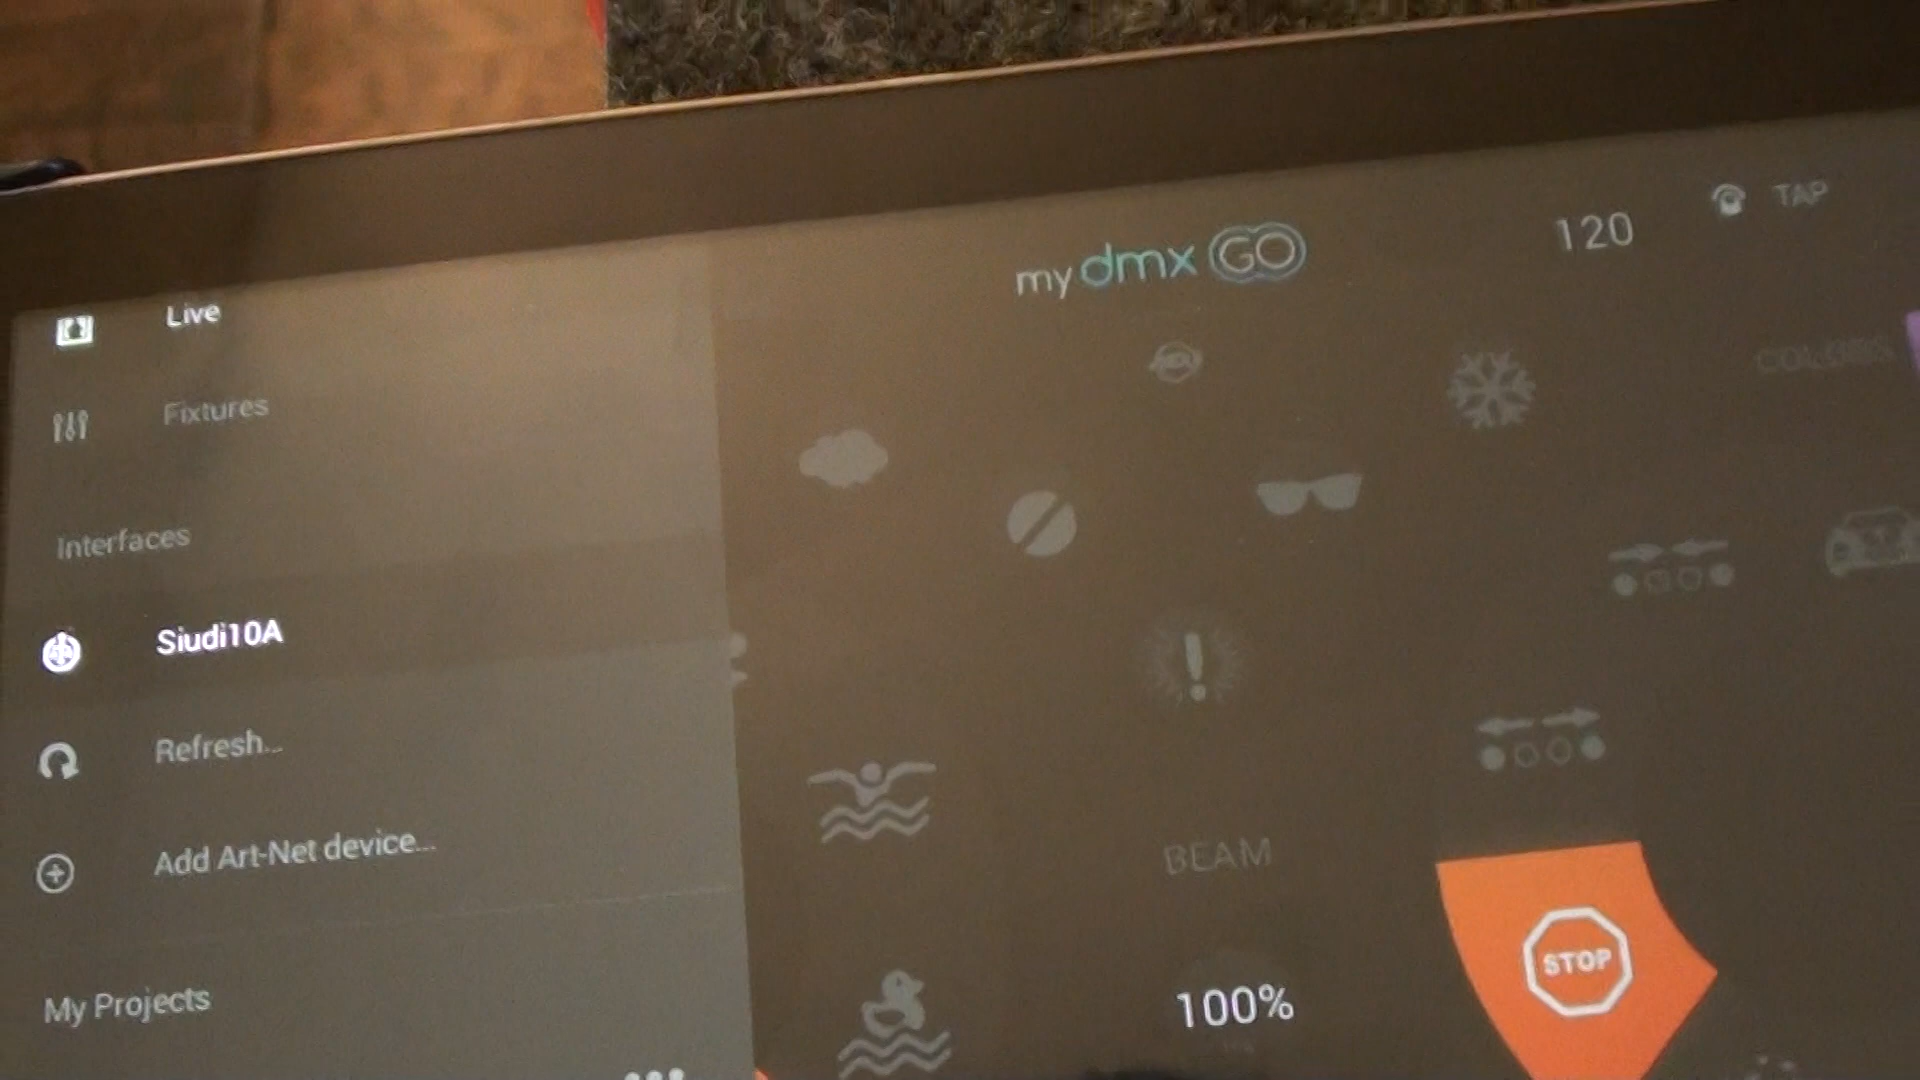 my dmx GO
120
TAP
Live
Fixtures
COLORS
Interfaces
Siudi10A
Refresh...
Add Art-Net device...
BEAM
STOP
My Projects
100%